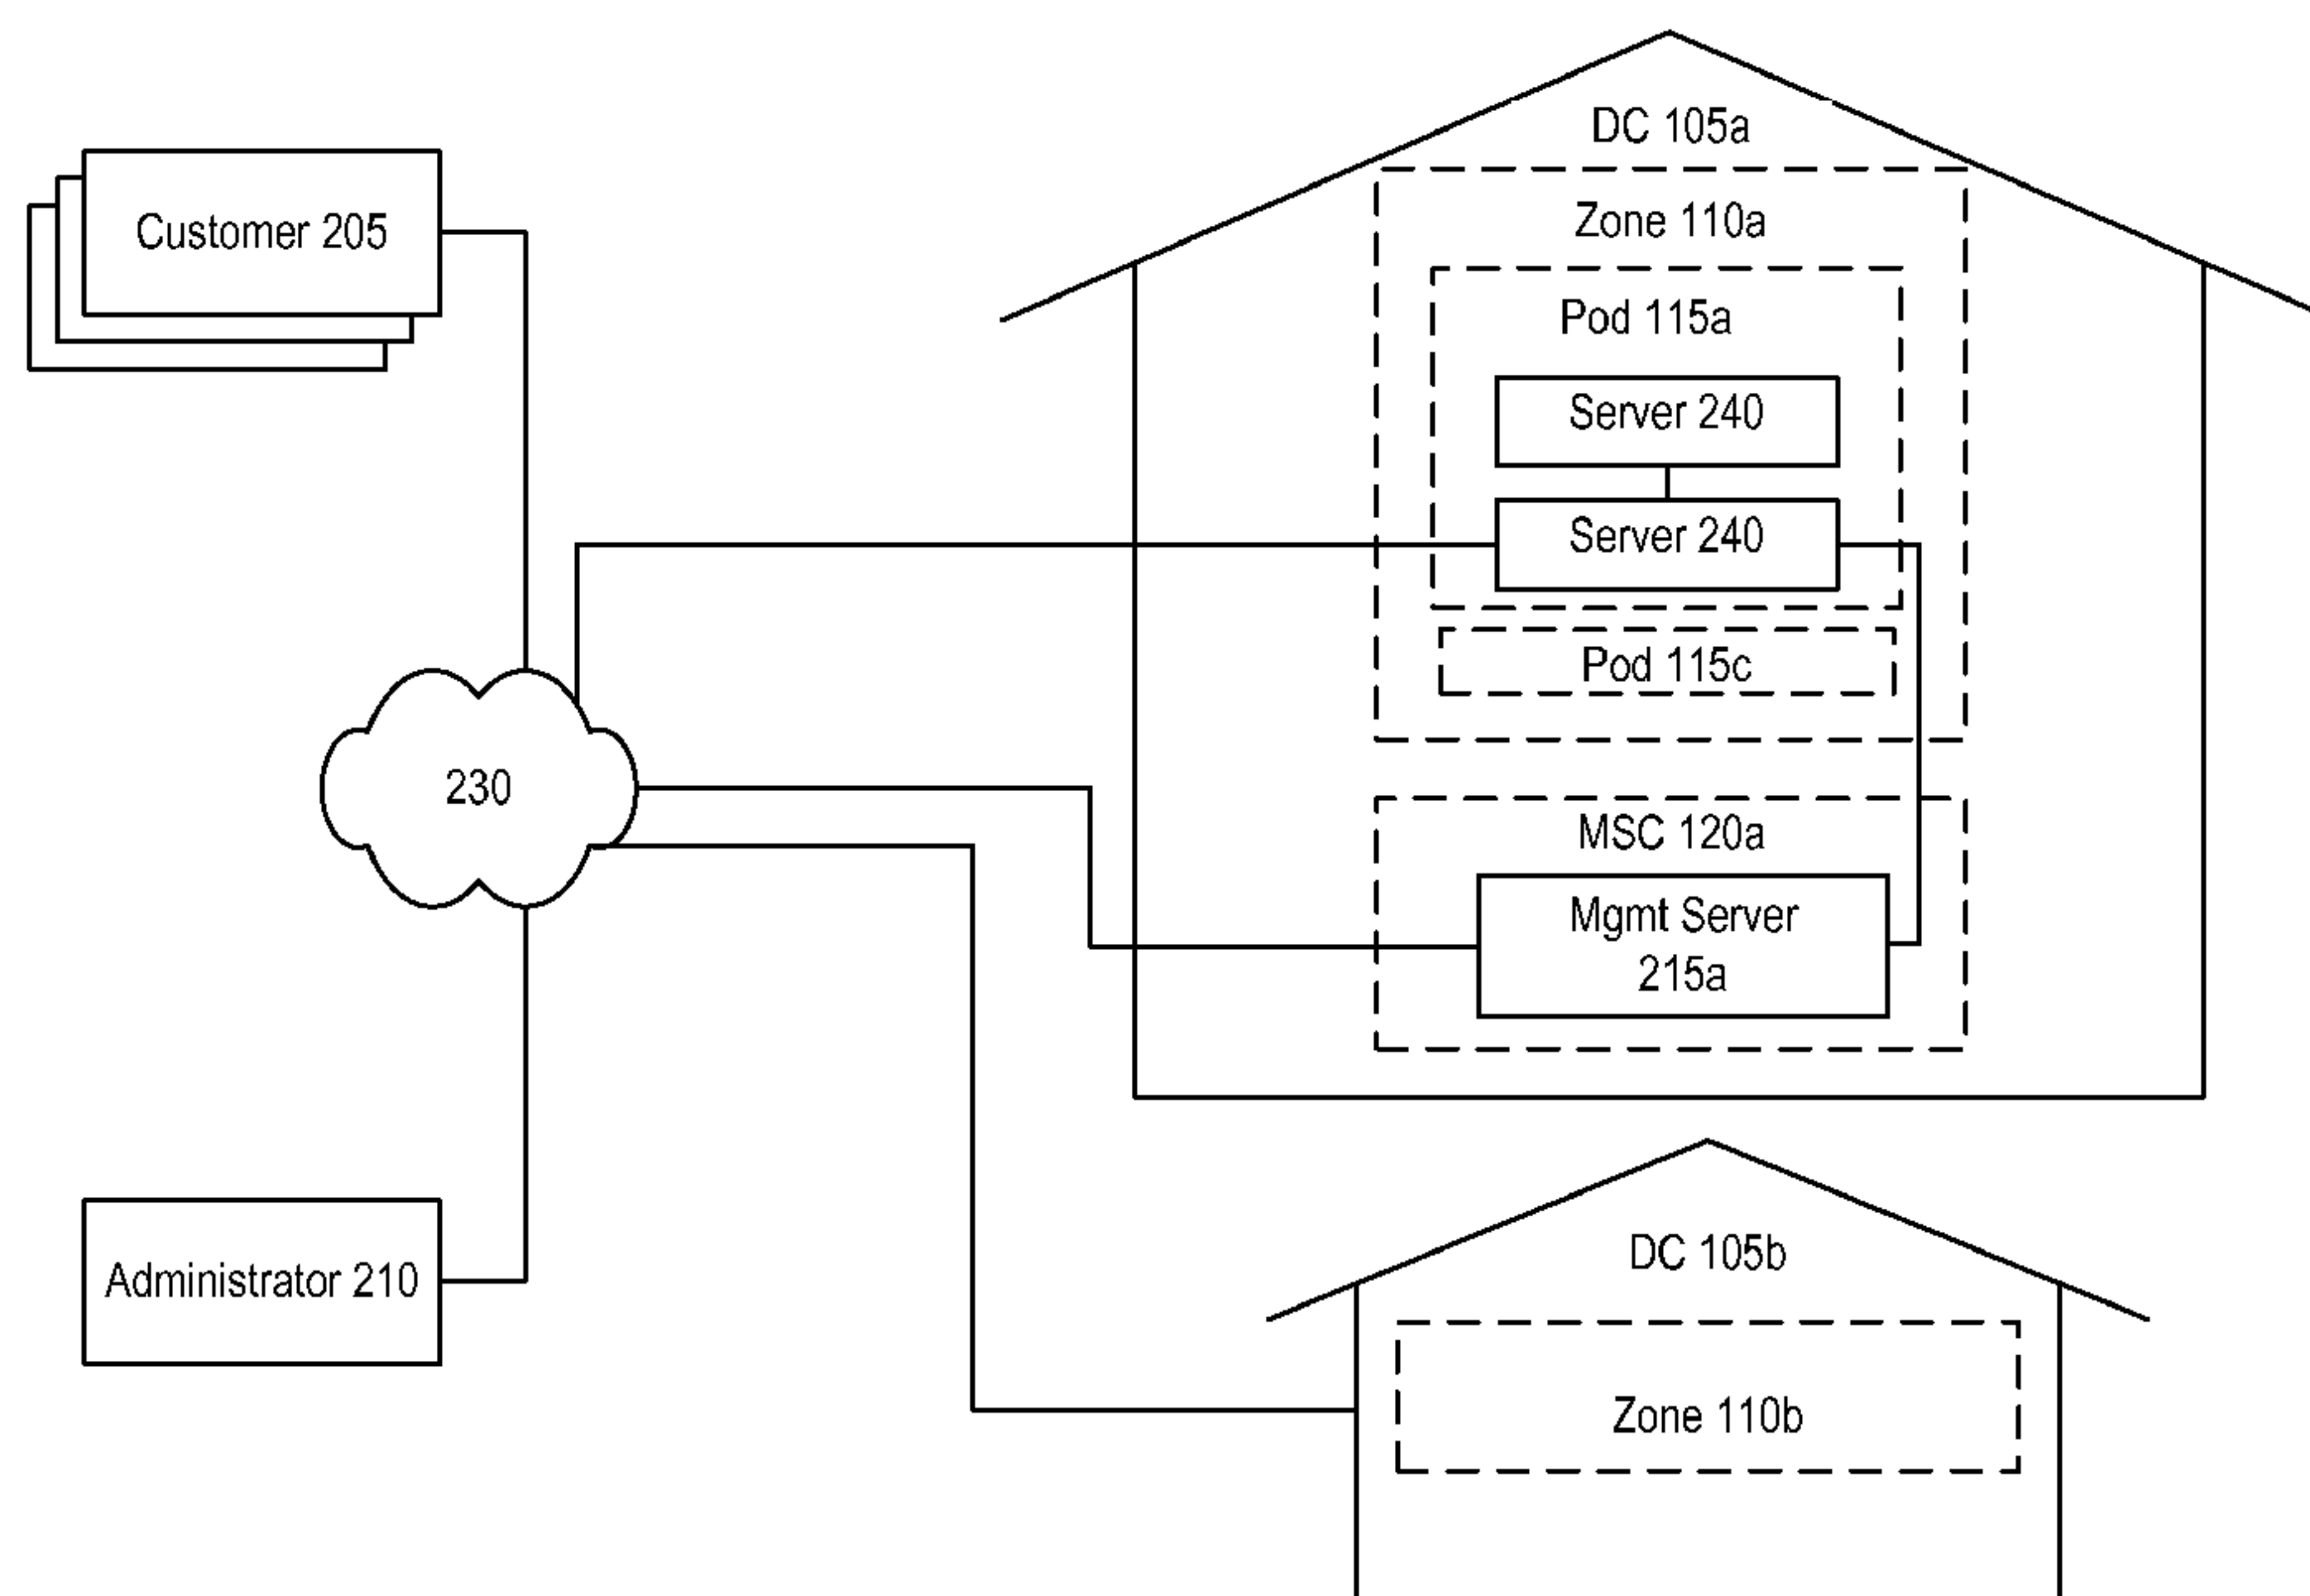 DC 105a
Customer 205
Zone 110a
Pod 115a
Server 240
Server 240
Pod 115c
230
MSC 120a
Mgmt Server
215a
DC 105b
Administrator 210
Zone 110b